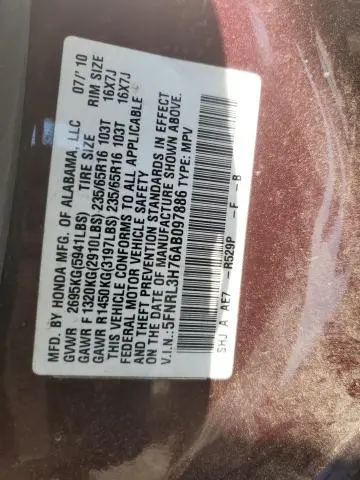 MFD. BY HONDA MFG. OF ALABAMA, LLC 07/'10
GVWR 2695KG(5941LBS) TIRE SIZE RIM SIZE
GAWR F 1320KG(2910LBS) 235/65R16 103T 16X7J
GAWR R 1450KG(3197LBS) 235/65R16 103T 16X7J
THIS VEHICLE CONFORMS TO ALL APPLICABLE
FEDERAL MOTOR VEHICLE SAFETY
AND THEFT PREVENTION STANDARDS IN EFFECT
ON THE DATE OF MANUFACTURE SHOWN ABOVE.
V.I.N.:5FNRL3H76AB097886 TYPE: MPV
SHJ A AE7 R529P F B